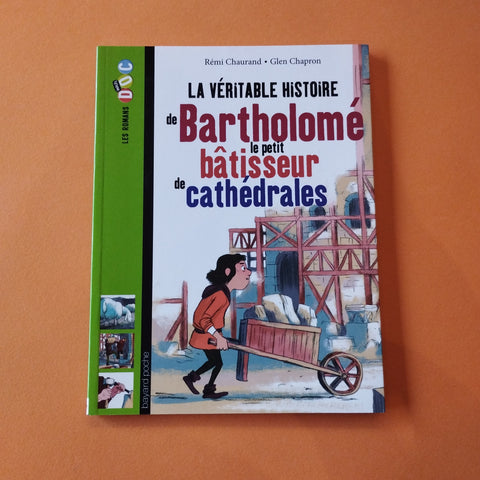 Rémi Chaurand • Glen Chapron
LA VÉRITABLE HISTOIRE
de Bartholomé
le petit
bâtisseur
de cathédrales
LES ROMANS
DOC
bayard poche